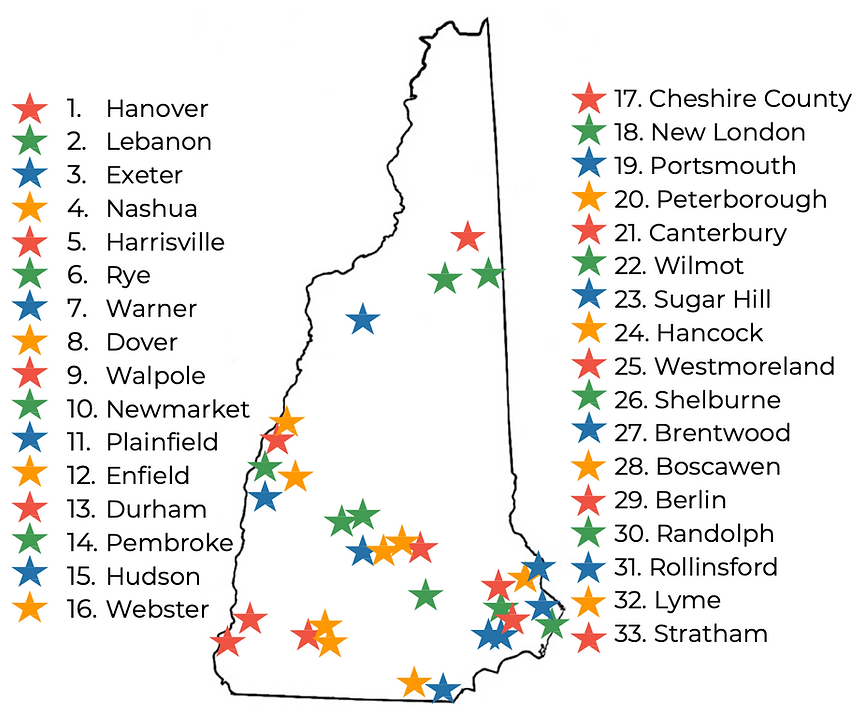 1. Hanover
2. Lebanon
3. Exeter
4. Nashua
5. Harrisville
6. Rye
7. Warner
8. Dover
9. Walpole
10. Newmarket
11. Plainfield
12. Enfield
13. Durham
14. Pembroke
15. Hudson
16. Webster
17. Cheshire County
18. New London
19. Portsmouth
20. Peterborough
21. Canterbury
22. Wilmot
23. Sugar Hill
24. Hancock
25. Westmoreland
26. Shelburne
27. Brentwood
28. Boscawen
29. Berlin
30. Randolph
31. Rollinsford
32. Lyme
33. Stratham